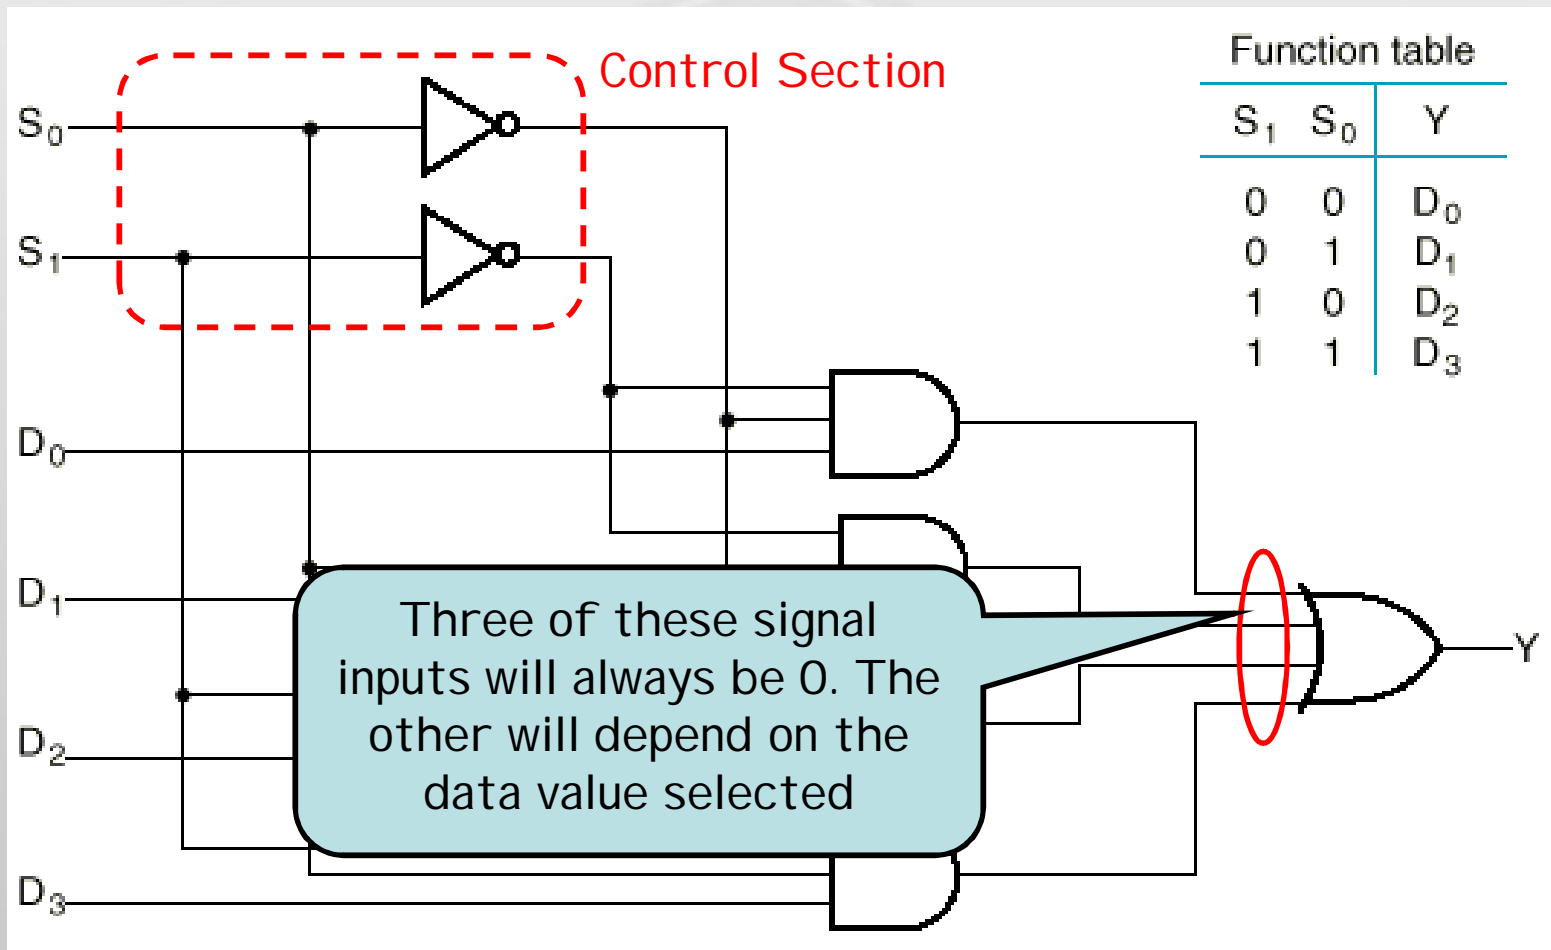 Control Section
Function table
S₁ S₀ Y
0 0 D₀
0 1 D₁
1 0 D₂
1 1 D₃
S₀
S₁
D₀
D₁
D₂
D₃
Three of these signal
inputs will always be 0. The
other will depend on the
data value selected
Y